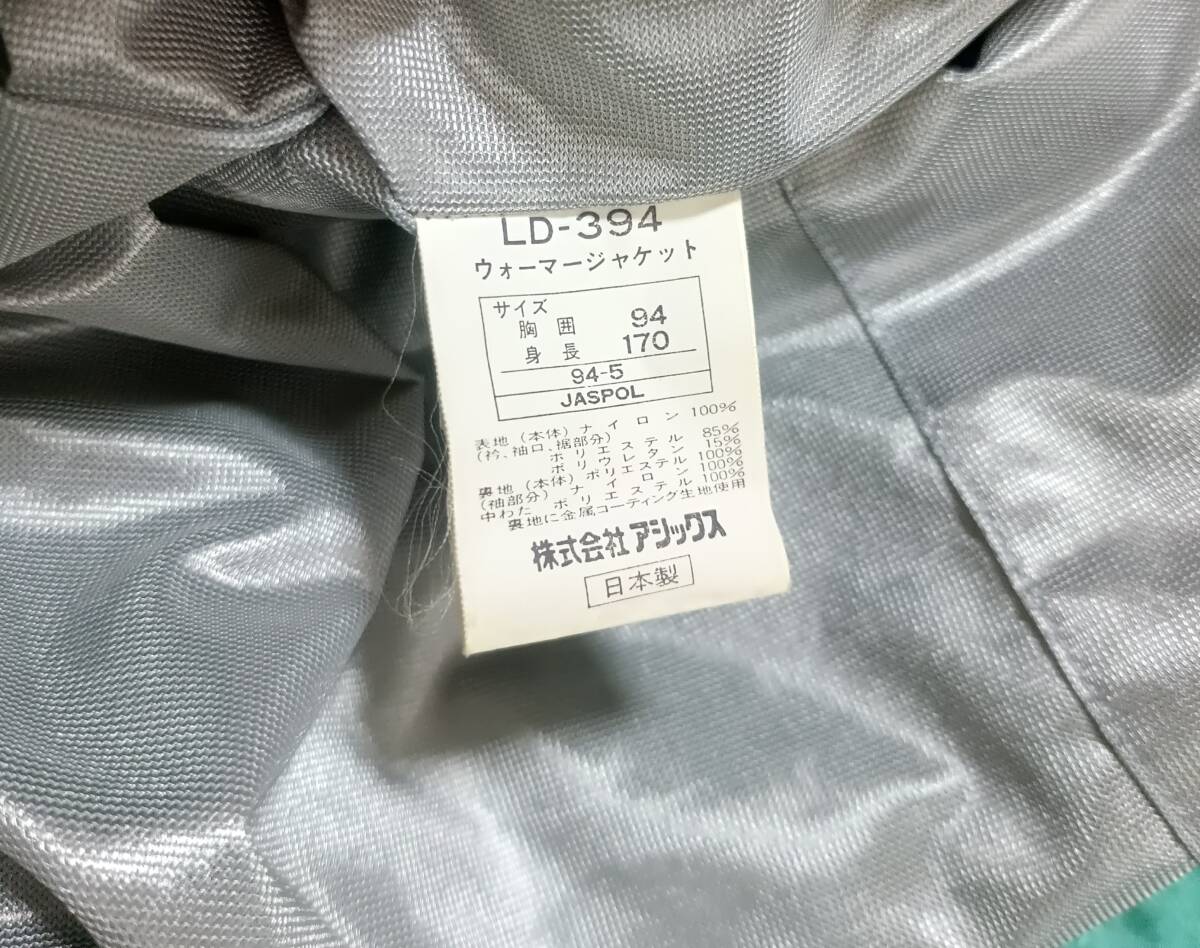 LD-394
ウォーマージャケット
サイズ
胸囲 94
身長 170
94-5
JASPOL
表地(本体)ナイロン 100%
(衿、袖口、裾部分)
ポリエステル 85%
ポリウレタン 15%
裏地(本体)ポリエステル 100%
(袖部分)ナイロン 100%
中わた ポリエステル 100%
裏地に金属コーティング生地使用
株式会社アシックス
日本製